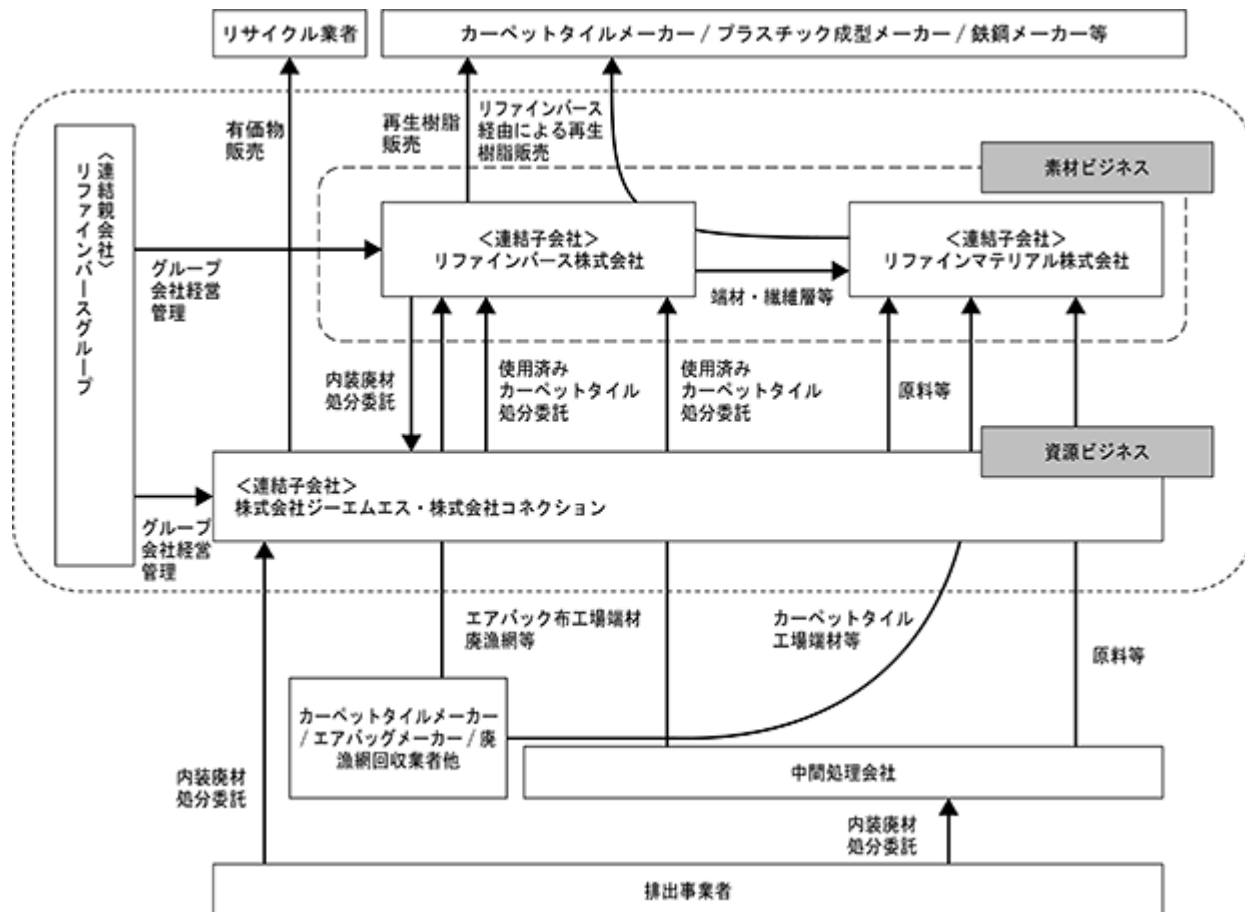 リサイクル業者
カーペットタイルメーカー / プラスチック成型メーカー / 鉄鋼メーカー等
有価物
販売
再生樹脂
販売
リファインバース
経由による再生
樹脂販売
素材ビジネス
＜連結親会社＞
リファインバースグループ
＜連結子会社＞
リファインバース株式会社
＜連結子会社＞
リファインマテリアル株式会社
グループ
会社経営
管理
端材・繊維層等
内装廃材
処分委託
使用済み
カーペットタイル
処分委託
使用済み
カーペットタイル
処分委託
原料等
資源ビジネス
＜連結子会社＞
株式会社ジーエムエス・株式会社コネクション
グループ
会社経営
管理
エアバック布工場端材
廃漁網等
カーペットタイル
工場端材等
原料等
カーペットタイルメーカー
/ エアバッグメーカー / 廃
漁網回収業者他
中間処理会社
内装廃材
処分委託
内装廃材
処分委託
排出事業者